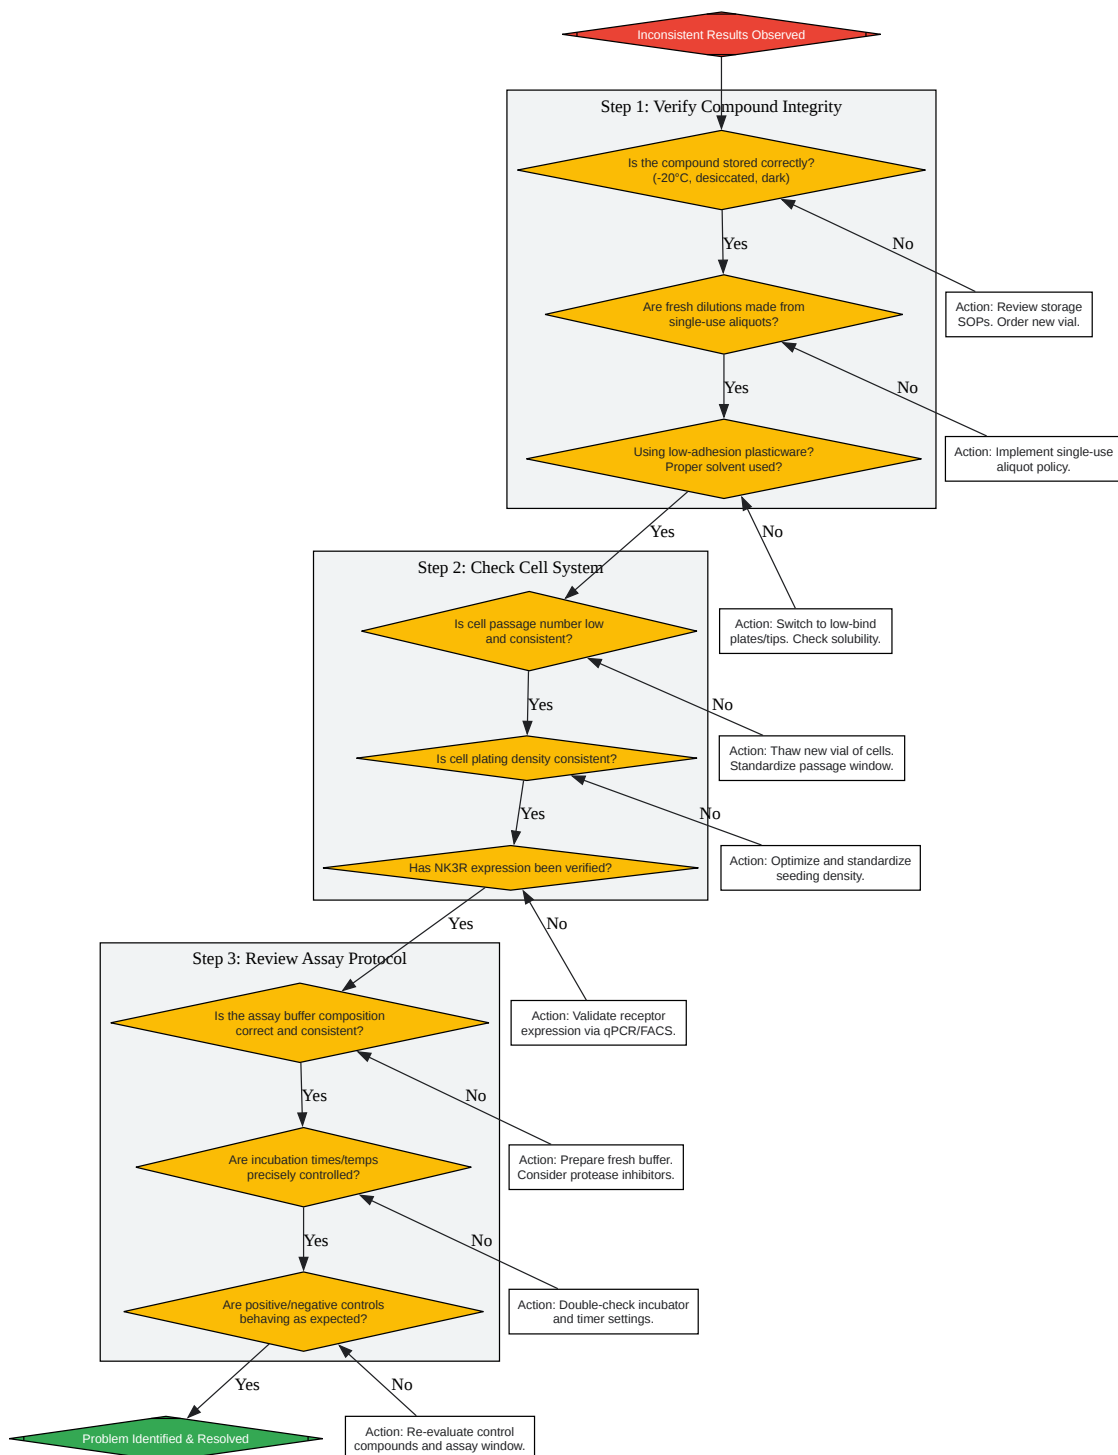 Inconsistent Results Observed
Step 1: Verify Compound Integrity
Is the compound stored correctly?
(-20°C, desiccated, dark)
Yes
No
Action: Review storage
SOPs. Order new vial.
Are fresh dilutions made from
single-use aliquots?
Yes
No
Action: Implement single-use
aliquot policy.
Using low-adhesion plasticware?
Proper solvent used?
Yes
No
Action: Switch to low-bind
plates/tips. Check solubility.
Step 2: Check Cell System
Is cell passage number low
and consistent?
Yes
No
Action: Thaw new vial of cells.
Standardize passage window.
Is cell plating density consistent?
Yes
No
Action: Optimize and standardize
seeding density.
Has NK3R expression been verified?
Yes
No
Action: Validate receptor
expression via qPCR/FACS.
Step 3: Review Assay Protocol
Is the assay buffer composition
correct and consistent?
Yes
No
Action: Prepare fresh buffer.
Consider protease inhibitors.
Are incubation times/temps
precisely controlled?
Yes
No
Action: Double-check incubator
and timer settings.
Are positive/negative controls
behaving as expected?
Yes
No
Action: Re-evaluate control
compounds and assay window.
Problem Identified & Resolved